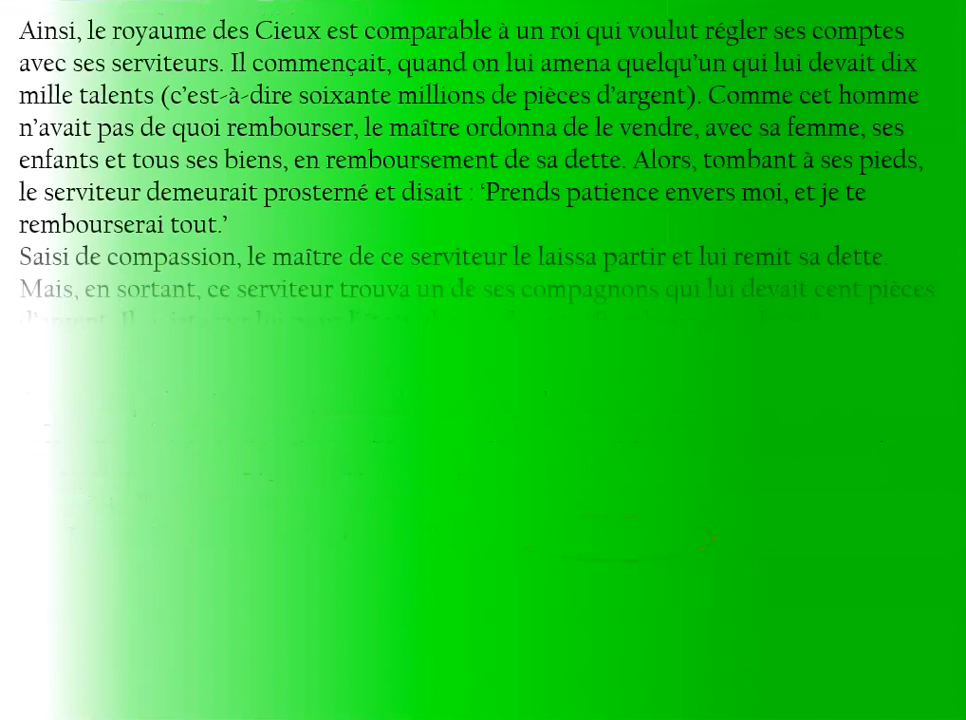 Ainsi, le royaume des Cieux est comparable à un roi qui voulut régler ses comptes
avec ses serviteurs. Il commençait, quand on lui amena quelqu’un qui lui devait dix
mille talents (c’est-à-dire soixante millions de pièces d’argent). Comme cet homme
n’avait pas de quoi rembourser, le maître ordonna de le vendre, avec sa femme, ses
enfants et tous ses biens, en remboursement de sa dette. Alors, tombant à ses pieds,
le serviteur demeurait prosterné et disait : ‘Prends patience envers moi, et je te
rembourserai tout.’
Saisi de compassion, le maître de ce serviteur le laissa partir et lui remit sa dette.
Mais, en sortant, ce serviteur trouva un de ses compagnons qui lui devait cent pièces